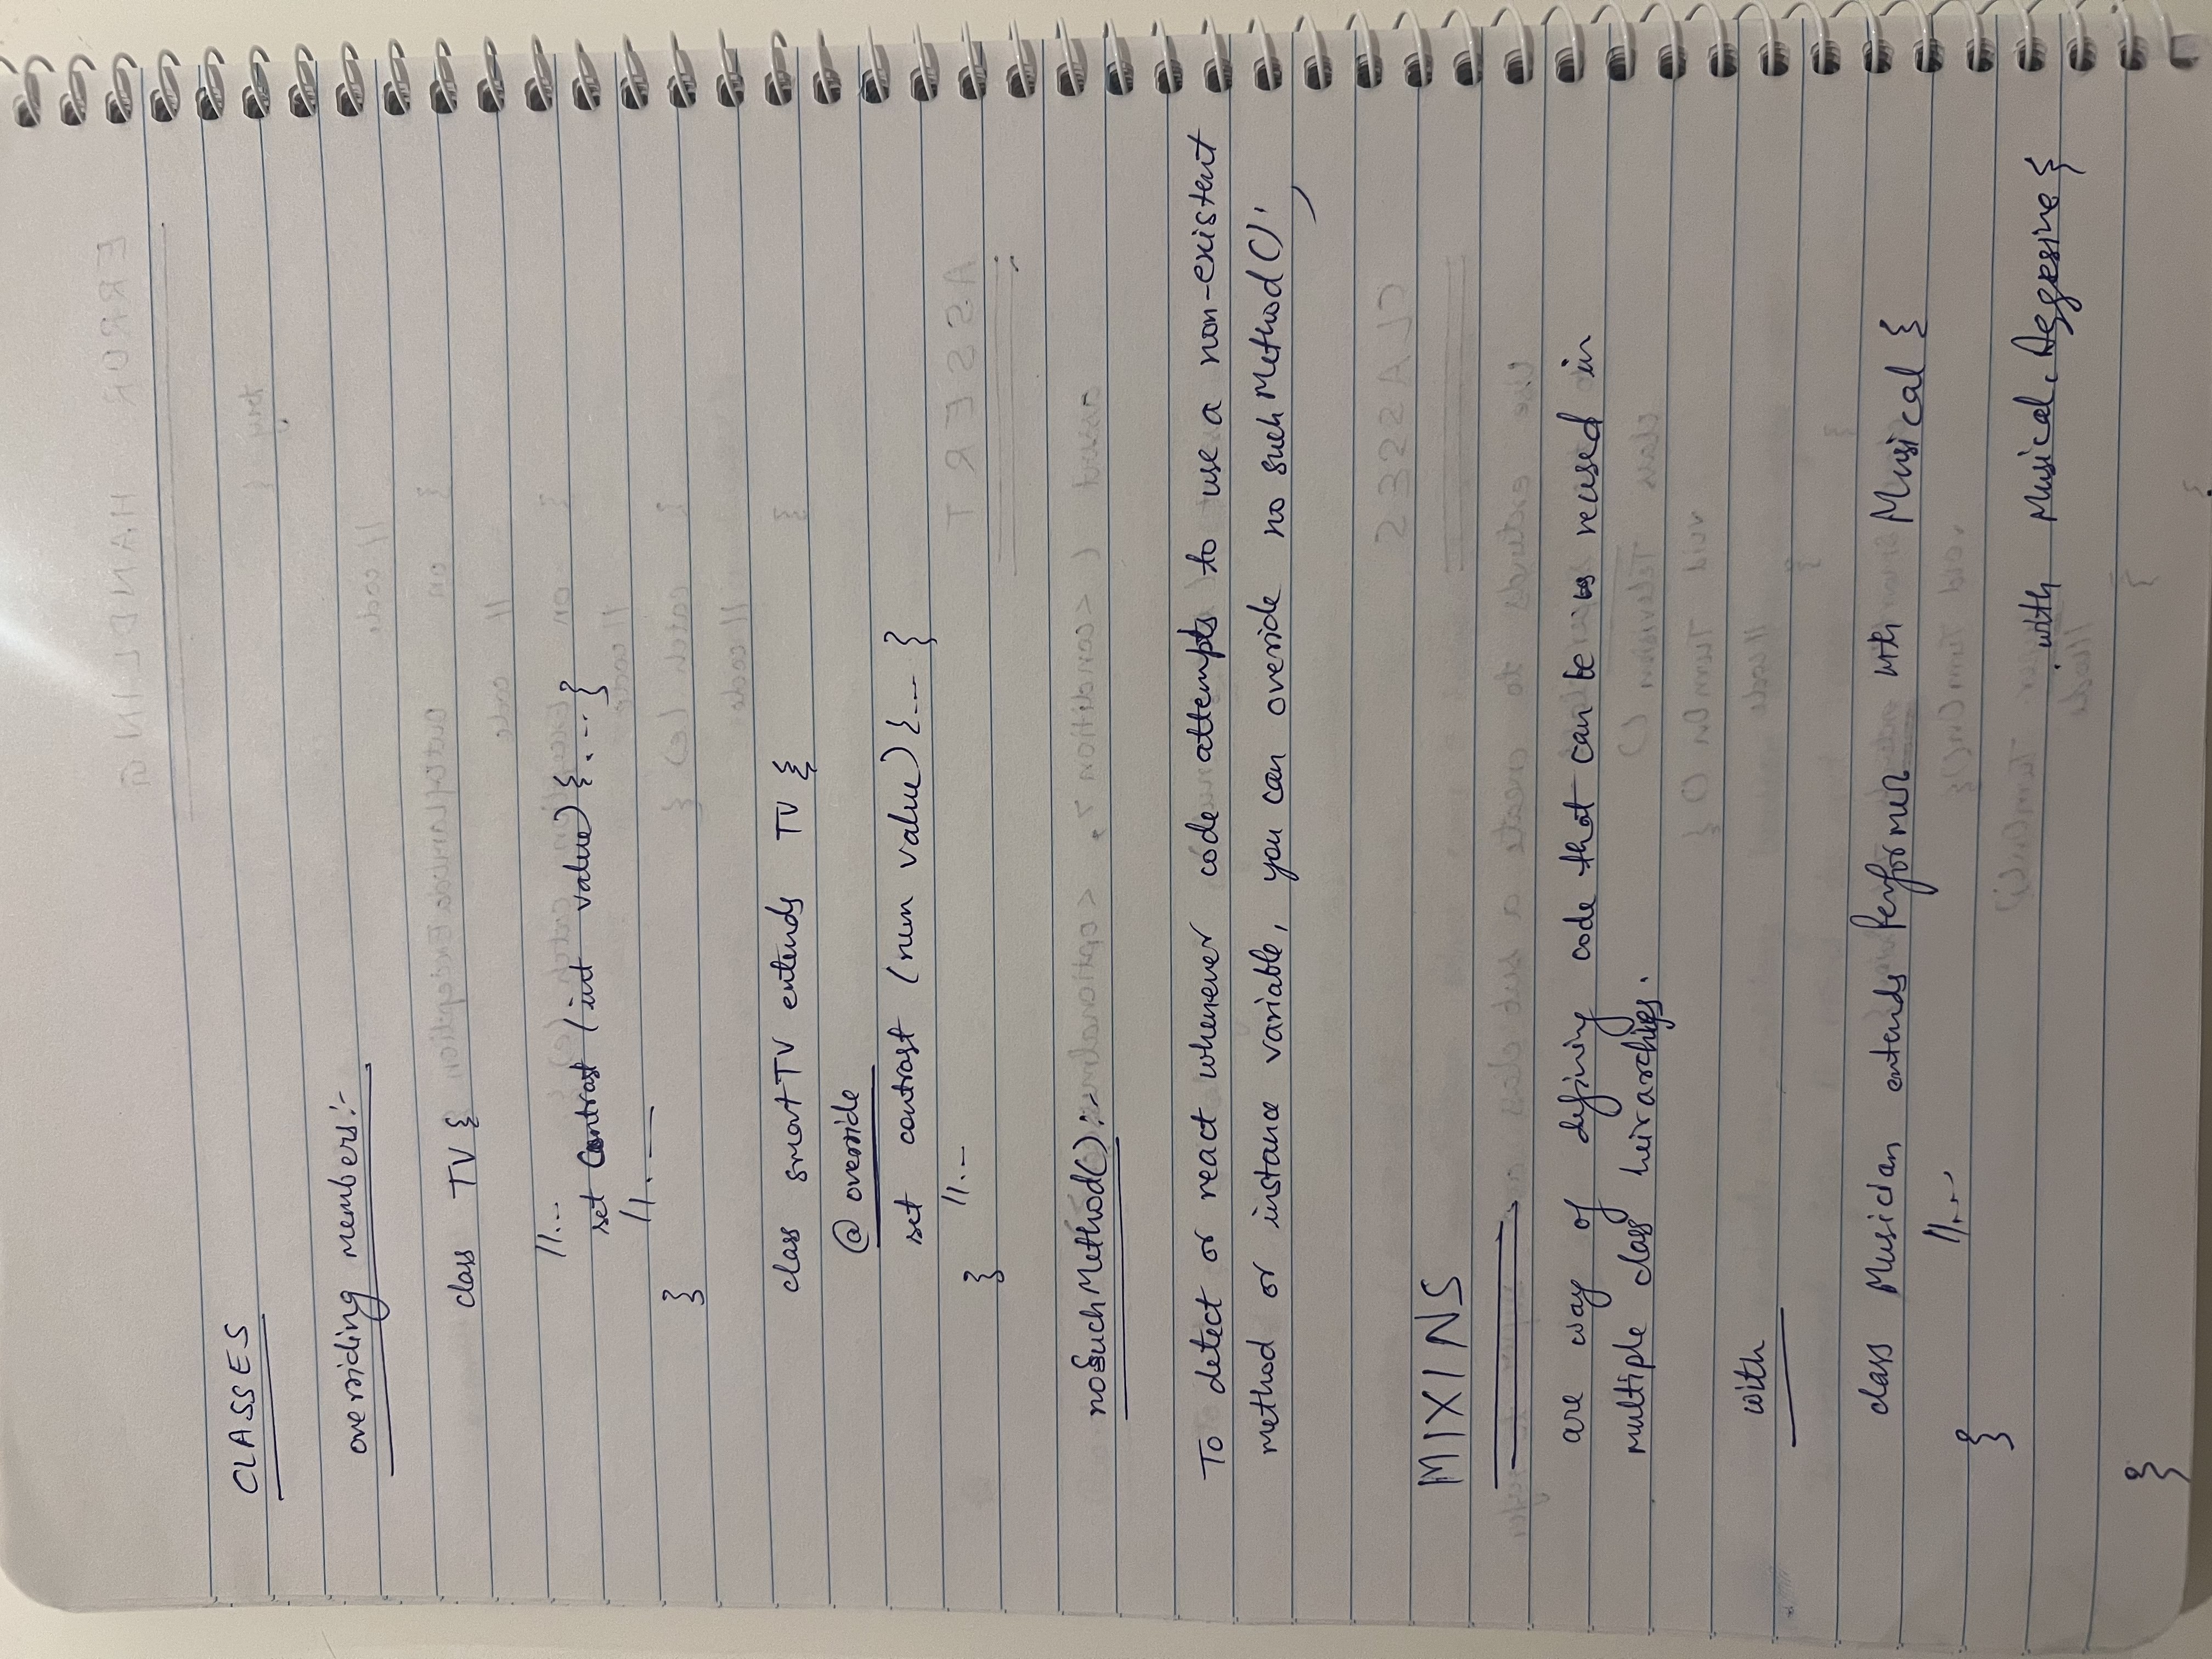 CLASSES
overriding members:-
class TV {
//...
set Contrast (int value) {...}
//.__
}
class smartTV extends TV {
@ override
set contrast (num value) {... }
//...
}
noSuchMethod() :-
To detect or react whenever code attempts to use a non-existent
method or instance variable, you can override no such Method();
MIXINS
are way of defining code that can be reused in
multiple class heirarchies.
with
class Musician extends Performer with Musical {
//...
}
with Musical, Aggresive {
}